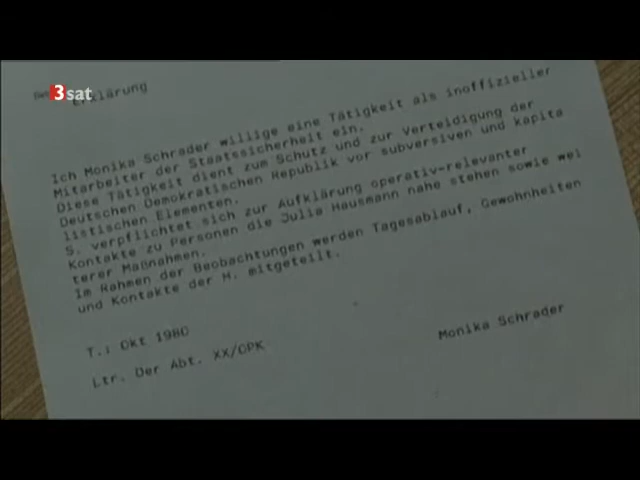 3sat
Erklärung
Ich Monika Schrader willige eine Tätigkeit als inoffizieller
Mitarbeiter der Staatssicherheit ein.
Diese Tätigkeit dient zum Schutz und zur Verteidigung der
Deutschen Demokratischen Republik vor subversiven und kapita
listischen Elementen.
S. verpflichtet sich zur Aufklärung operativ-relevanter
Kontakte zu Personen die Julia Hausmann nahe stehen sowie wei
terer Maßnahmen.
Im Rahmen der Beobachtungen werden Tagesablauf, Gewohnheiten
und Kontakte der H. mitgeteilt.
T.: Okt 1980
Monika Schrader
Ltr. Der Abt. XX/OPK